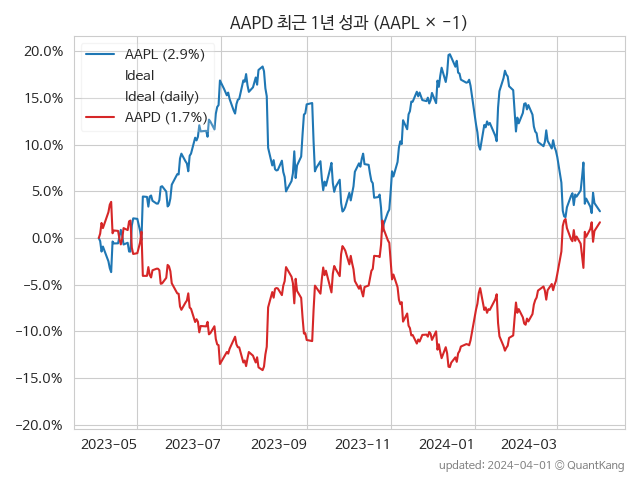 AAPD 최근 1년 성과 (AAPL × −1)
20.0%
15.0%
10.0%
5.0%
0.0%
−5.0%
−10.0%
−15.0%
−20.0%
AAPL (2.9%)
Ideal
Ideal (daily)
AAPD (1.7%)
2023-05
2023-07
2023-09
2023-11
2024-01
2024-03
updated: 2024-04-01 © QuantKang